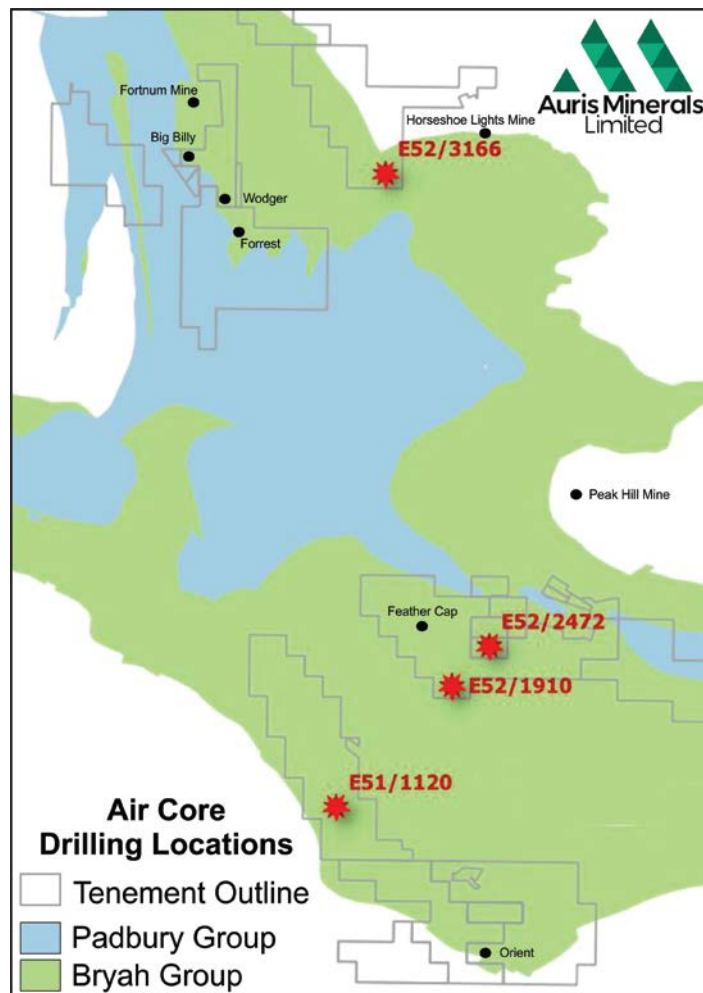 Auris Minerals
Limited
Fortnum Mine
Horseshoe Lights Mine
Big Billy
E52/3166
Wodger
Forrest
Peak Hill Mine
Feather Cap
E52/2472
E52/1910
E51/1120
Air Core
Drilling Locations
Tenement Outline
Padbury Group
Bryah Group
Orient